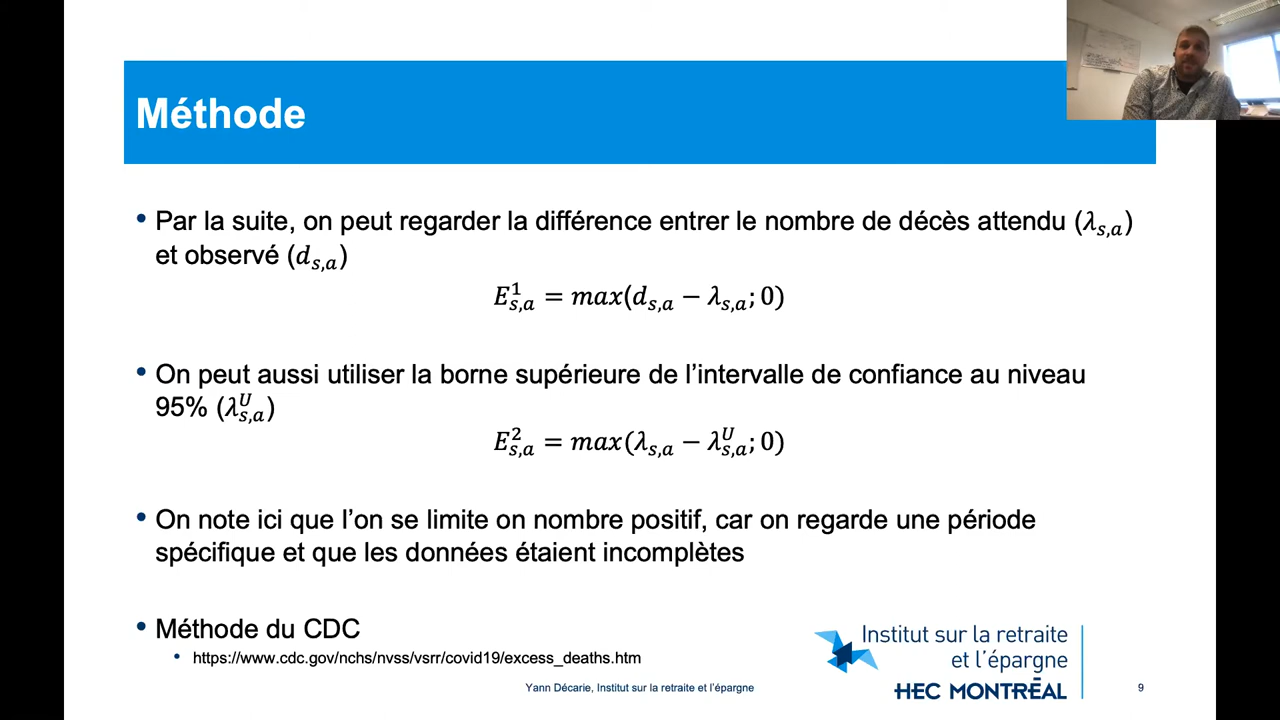 Méthode
• Par la suite, on peut regarder la différence entrer le nombre de décès attendu (λ_{s,a})
et observé (d_{s,a})
E^1_{s,a} = max(d_{s,a} − λ_{s,a}; 0)
• On peut aussi utiliser la borne supérieure de l’intervalle de confiance au niveau
95% (λ^U_{s,a})
E^2_{s,a} = max(λ_{s,a} − λ^U_{s,a}; 0)
• On note ici que l’on se limite on nombre positif, car on regarde une période
spécifique et que les données étaient incomplètes
• Méthode du CDC
• https://www.cdc.gov/nchs/nvss/vsrr/covid19/excess_deaths.htm
Institut sur la retraite
et l’épargne
HEC MONTRĒAL
Yann Décarie, Institut sur la retraite et l’épargne
9